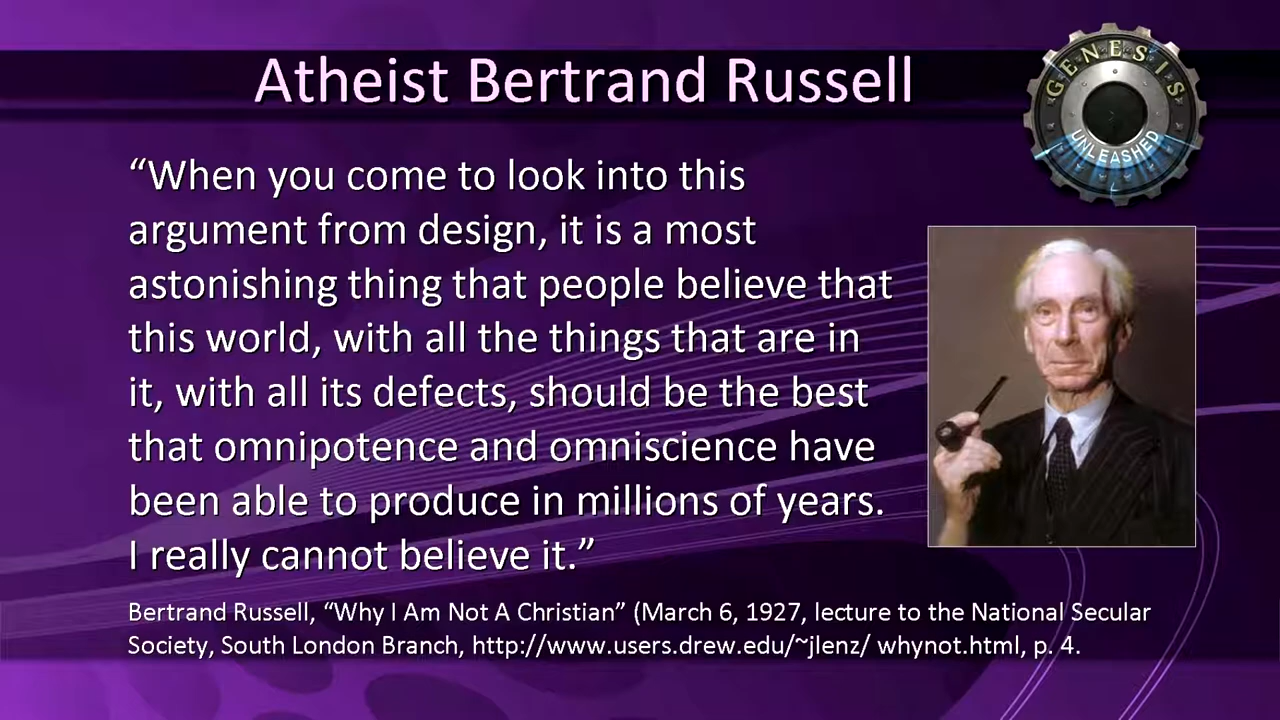 Atheist Bertrand Russell
GENESIS
UNLEASHED
“When you come to look into this
argument from design, it is a most
astonishing thing that people believe that
this world, with all the things that are in
it, with all its defects, should be the best
that omnipotence and omniscience have
been able to produce in millions of years.
I really cannot believe it.”
Bertrand Russell, “Why I Am Not A Christian” (March 6, 1927, lecture to the National Secular
Society, South London Branch, http://www.users.drew.edu/~jlenz/ whynot.html, p. 4.